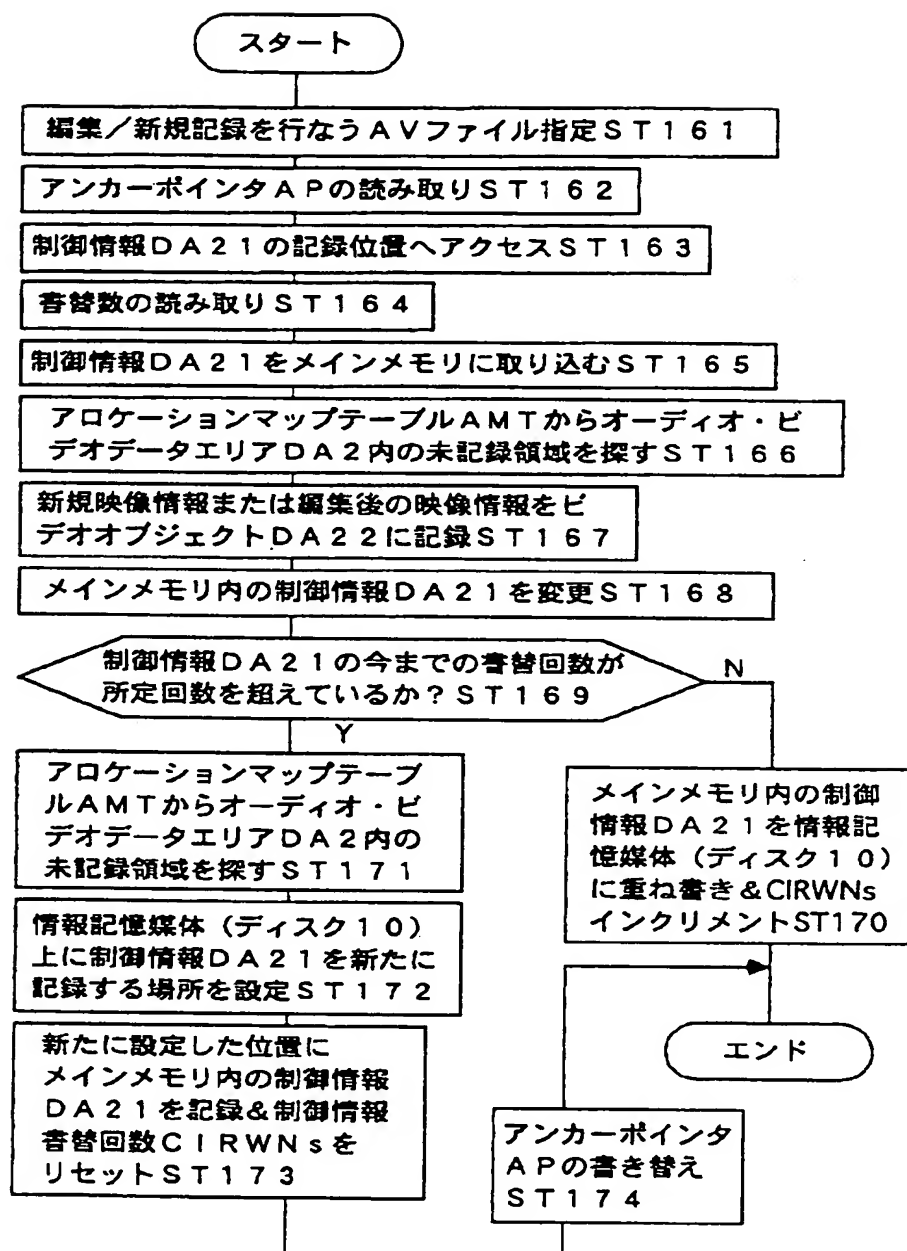 スタート
編集／新規記録を行なうAVファイル指定ST161
アンカーポインタAPの読み取りST162
制御情報DA21の記録位置へアクセスST163
書替数の読み取りST164
制御情報DA21をメインメモリに取り込むST165
アロケーションマップテーブルAMTからオーディオ・ビ
デオデータエリアDA2内の未記録領域を探すST166
新規映像情報または編集後の映像情報をビ
デオオブジェクトDA22に記録ST167
メインメモリ内の制御情報DA21を変更ST168
制御情報DA21の今までの書替回数が
所定回数を超えているか？ST169
N
Y
アロケーションマップテーブ
ルAMTからオーディオ・ビ
デオデータエリアDA2内の
未記録領域を探すST171
情報記憶媒体（ディスク10）
上に制御情報DA21を新たに
記録する場所を設定ST172
新たに設定した位置に
メインメモリ内の制御情報
DA21を記録&制御情報
書替回数CIRWNsを
リセットST173
メインメモリ内の制御
情報DA21を情報記
憶媒体（ディスク10）
に重ね書き&CIRWNs
インクリメントST170
エンド
アンカーポインタ
APの書き替え
ST174